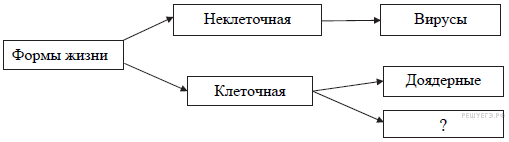 Неклеточная
Вирусы
Формы жизни
Клеточная
Доядерные
?
РЕШУЕГЭ.РФ